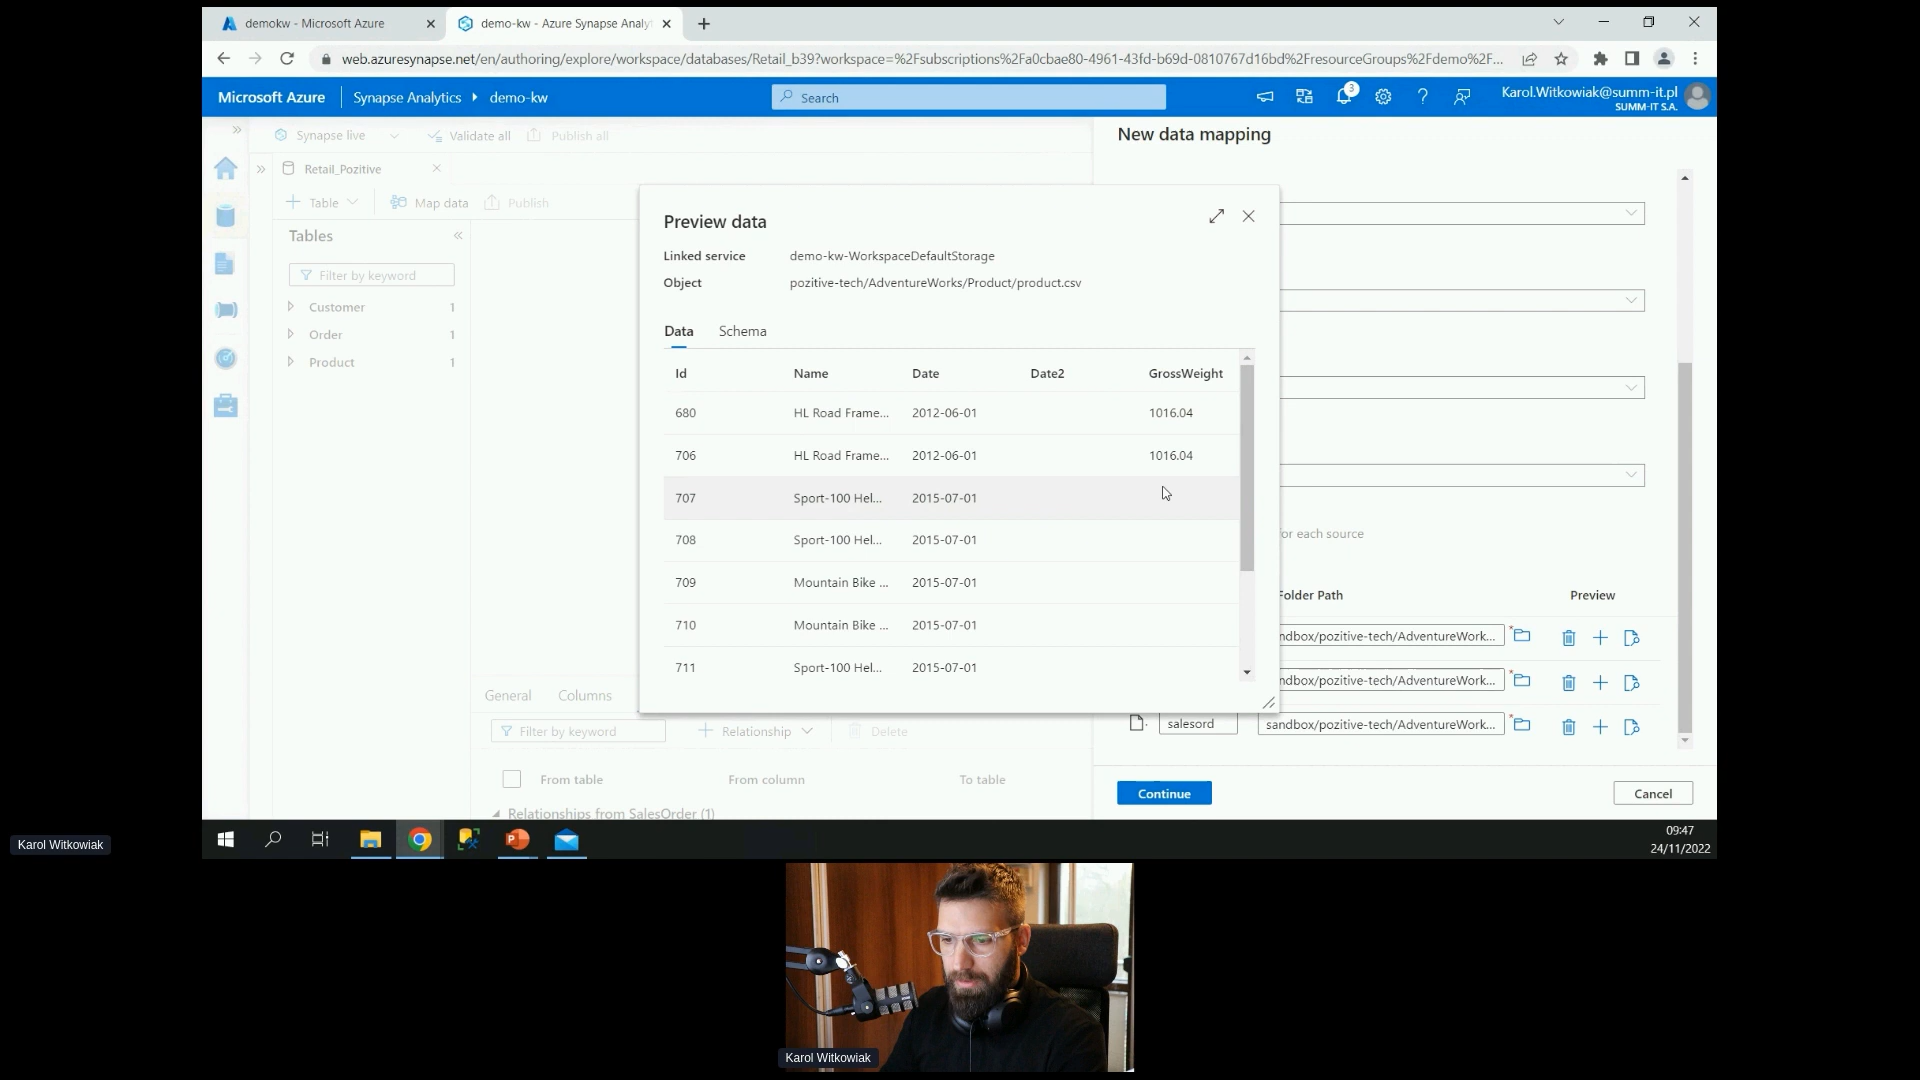 demokw - Microsoft Azure
demo-kw - Azure Synapse Analyt
web.azuresynapse.net/en/authoring/explore/workspace/databases/Retail_b39?workspace=%2Fsubscriptions%2Fa0cbae80-4961-43fd-b69d-0810767d16bd%2FresourceGroups%2Fdemo%2F...
Microsoft Azure
Synapse Analytics
demo-kw
Search
3
Karol.Witkowiak@summ-it.pl
SUMM-IT S.A.
Synapse live
Validate all
Publish all
New data mapping
Retail_Pozitive
Table
Map data
Publish
Tables
Filter by keyword
Customer 1
Order 1
Product 1
Preview data
Linked service demo-kw-WorkspaceDefaultStorage
Object pozitive-tech/AdventureWorks/Product/product.csv
Data Schema
Id Name Date Date2 GrossWeight
680 HL Road Frame... 2012-06-01 1016.04
706 HL Road Frame... 2012-06-01 1016.04
707 Sport-100 Hel... 2015-07-01
708 Sport-100 Hel... 2015-07-01
709 Mountain Bike ... 2015-07-01
710 Mountain Bike ... 2015-07-01
711 Sport-100 Hel... 2015-07-01
or each source
Folder Path Preview
ndbox/pozitive-tech/AdventureWork... *
ndbox/pozitive-tech/AdventureWork... *
salesord sandbox/pozitive-tech/AdventureWork... *
General Columns
Filter by keyword
Relationship
Delete
From table From column To table
Relationships from SalesOrder (1)
Continue
Cancel
09:47
24/11/2022
Karol Witkowiak
Karol Witkowiak